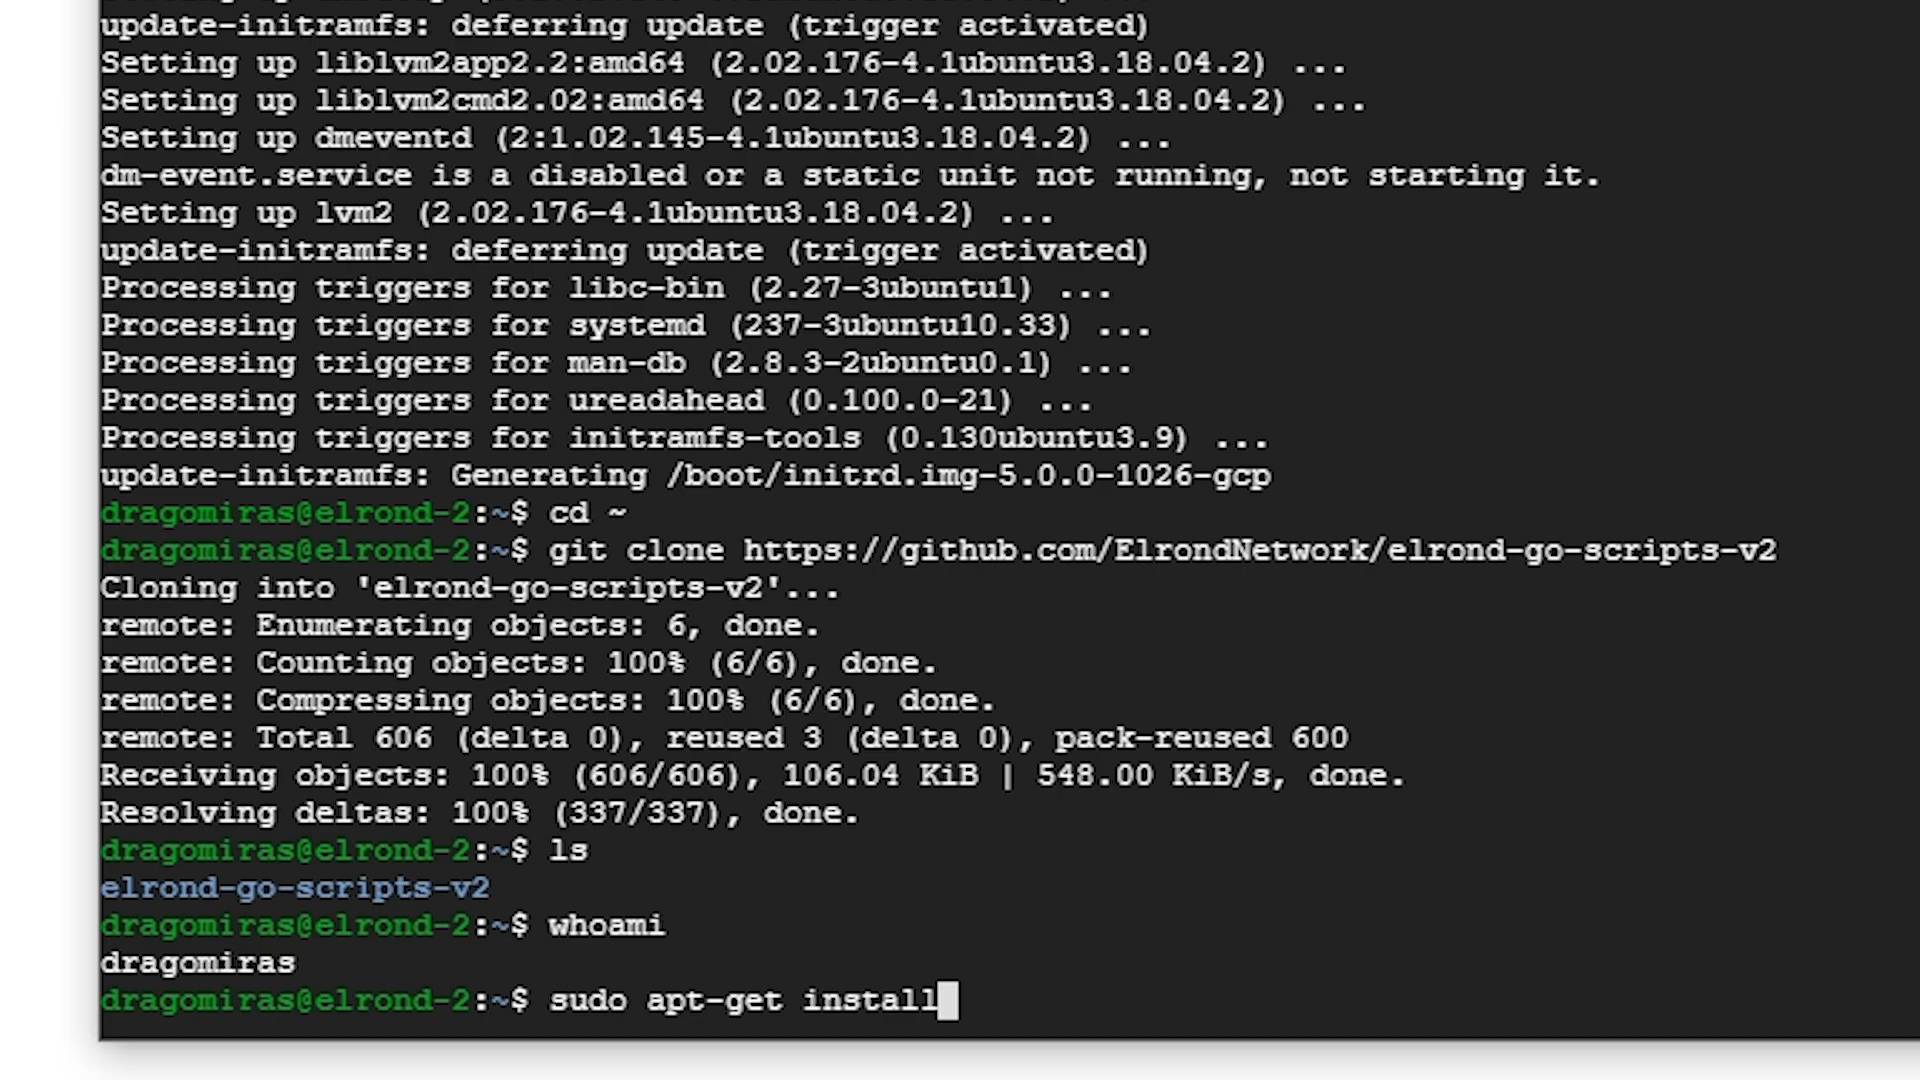 update-initramfs: deferring update (trigger activated)
Setting up liblvm2app2.2:amd64 (2.02.176-4.1ubuntu3.18.04.2) ...
Setting up liblvm2cmd2.02:amd64 (2.02.176-4.1ubuntu3.18.04.2) ...
Setting up dmeventd (2:1.02.145-4.1ubuntu3.18.04.2) ...
dm-event.service is a disabled or a static unit not running, not starting it.
Setting up lvm2 (2.02.176-4.1ubuntu3.18.04.2) ...
update-initramfs: deferring update (trigger activated)
Processing triggers for libc-bin (2.27-3ubuntu1) ...
Processing triggers for systemd (237-3ubuntu10.33) ...
Processing triggers for man-db (2.8.3-2ubuntu0.1) ...
Processing triggers for ureadahead (0.100.0-21) ...
Processing triggers for initramfs-tools (0.130ubuntu3.9) ...
update-initramfs: Generating /boot/initrd.img-5.0.0-1026-gcp
dragomiras@elrond-2:~$ cd ~
dragomiras@elrond-2:~$ git clone https://github.com/ElrondNetwork/elrond-go-scripts-v2
Cloning into 'elrond-go-scripts-v2'...
remote: Enumerating objects: 6, done.
remote: Counting objects: 100% (6/6), done.
remote: Compressing objects: 100% (6/6), done.
remote: Total 606 (delta 0), reused 3 (delta 0), pack-reused 600
Receiving objects: 100% (606/606), 106.04 KiB | 548.00 KiB/s, done.
Resolving deltas: 100% (337/337), done.
dragomiras@elrond-2:~$ ls
elrond-go-scripts-v2
dragomiras@elrond-2:~$ whoami
dragomiras
dragomiras@elrond-2:~$ sudo apt-get install